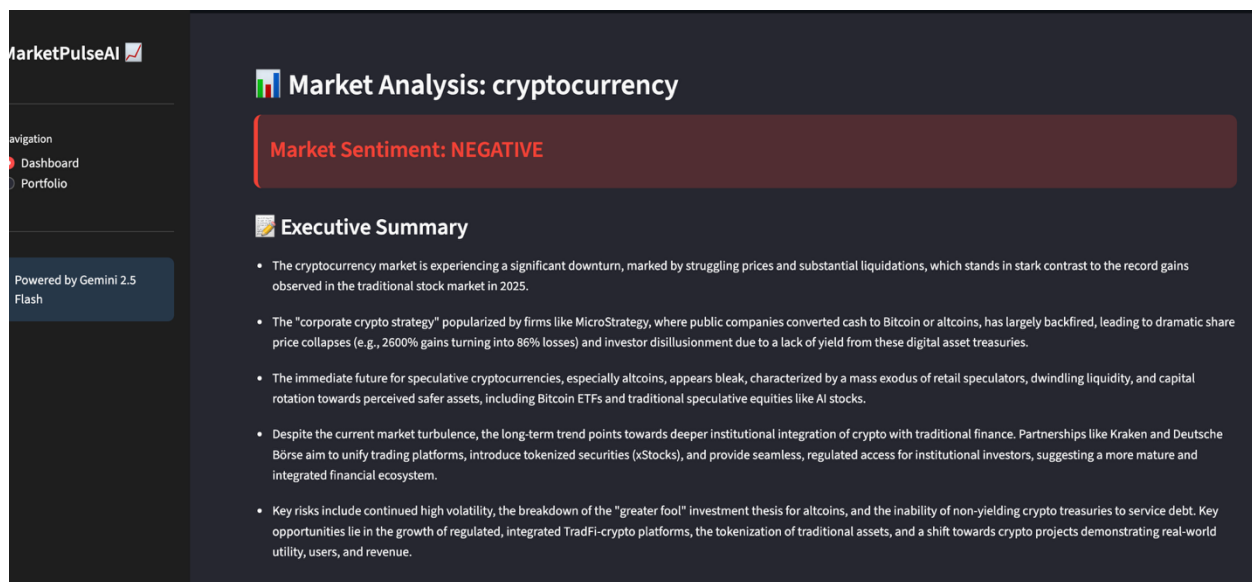 MarketPulseAI 📈
avigation
Dashboard
Portfolio
Powered by Gemini 2.5
Flash
📊 Market Analysis: cryptocurrency
Market Sentiment: NEGATIVE
📝 Executive Summary
• The cryptocurrency market is experiencing a significant downturn, marked by struggling prices and substantial liquidations, which stands in stark contrast to the record gains
observed in the traditional stock market in 2025.
• The "corporate crypto strategy" popularized by firms like MicroStrategy, where public companies converted cash to Bitcoin or altcoins, has largely backfired, leading to dramatic share
price collapses (e.g., 2600% gains turning into 86% losses) and investor disillusionment due to a lack of yield from these digital asset treasuries.
• The immediate future for speculative cryptocurrencies, especially altcoins, appears bleak, characterized by a mass exodus of retail speculators, dwindling liquidity, and capital
rotation towards perceived safer assets, including Bitcoin ETFs and traditional speculative equities like AI stocks.
• Despite the current market turbulence, the long-term trend points towards deeper institutional integration of crypto with traditional finance. Partnerships like Kraken and Deutsche
Börse aim to unify trading platforms, introduce tokenized securities (xStocks), and provide seamless, regulated access for institutional investors, suggesting a more mature and
integrated financial ecosystem.
• Key risks include continued high volatility, the breakdown of the "greater fool" investment thesis for altcoins, and the inability of non-yielding crypto treasuries to service debt. Key
opportunities lie in the growth of regulated, integrated TradFi-crypto platforms, the tokenization of traditional assets, and a shift towards crypto projects demonstrating real-world
utility, users, and revenue.